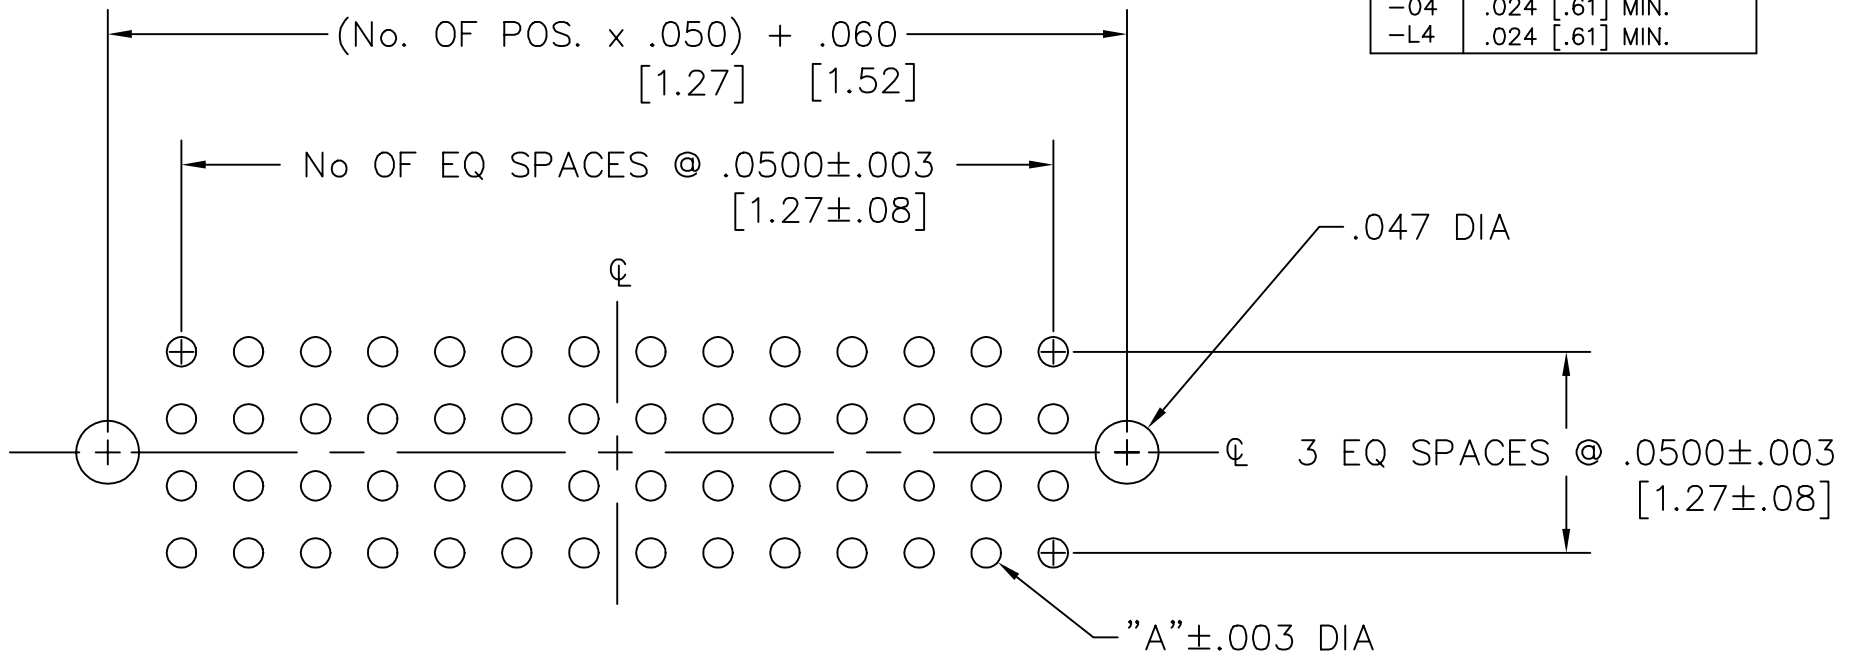 -04 .024 [.61] MIN.
-L4 .024 [.61] MIN.
(No. OF POS. x .050) + .060
[1.27] [1.52]
No OF EQ SPACES @ .0500±.003
[1.27±.08]
.047 DIA
℄
℄ 3 EQ SPACES @ .0500±.003
[1.27±.08]
"A"±.003 DIA